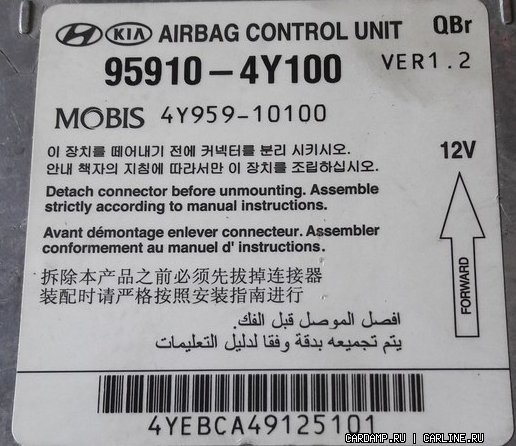 HYUNDAI KIA AIRBAG CONTROL UNIT QBr
95910-4Y100 VER1.2
MOBIS 4Y959-10100
이 장치를 떼어내기 전에 커넥터를 분리 시키시오.
안내 책자의 지침에 따라서만 이 장치를 조립하십시오.
12V
Detach connector before unmounting. Assemble
strictly according to manual instructions.
Avant démontage enlever connecteur. Assembler
conformement au manuel d' instructions.
FORWARD
拆除本产品之前必须先拔掉连接器
装配时请严格按照安装指南进行
افصل الموصل قبل الفك.
يتم تجميعه بدقة وفقا لدليل التعليمات
4YEBCA49125101
CARDAMP.RU | CARLINE.RU